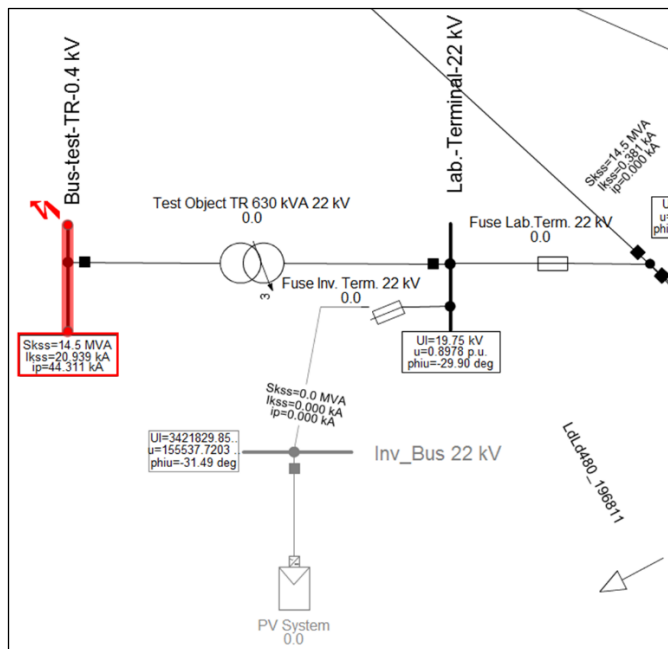 Bus-test-TR-0.4 kV
Lab.-Terminal-22 kV
Skss=14.5 MVA
Ikss=0.381 kA
ip=0.000 kA
Test Object TR 630 kVA 22 kV
0.0
Fuse Lab.Term. 22 kV
0.0
Fuse Inv. Term. 22 kV
0.0
3
Skss=14.5 MVA
Ikss=20.939 kA
ip=44.311 kA
Ul=19.75 kV
u=0.8978 p.u.
phiu=-29.90 deg
Skss=0.0 MVA
Ikss=0.000 kA
ip=0.000 kA
Ul=3421829.85..
u=155537.7203 ..
phiu=-31.49 deg
Inv_Bus 22 kV
LdLd480_196811
PV System
0.0